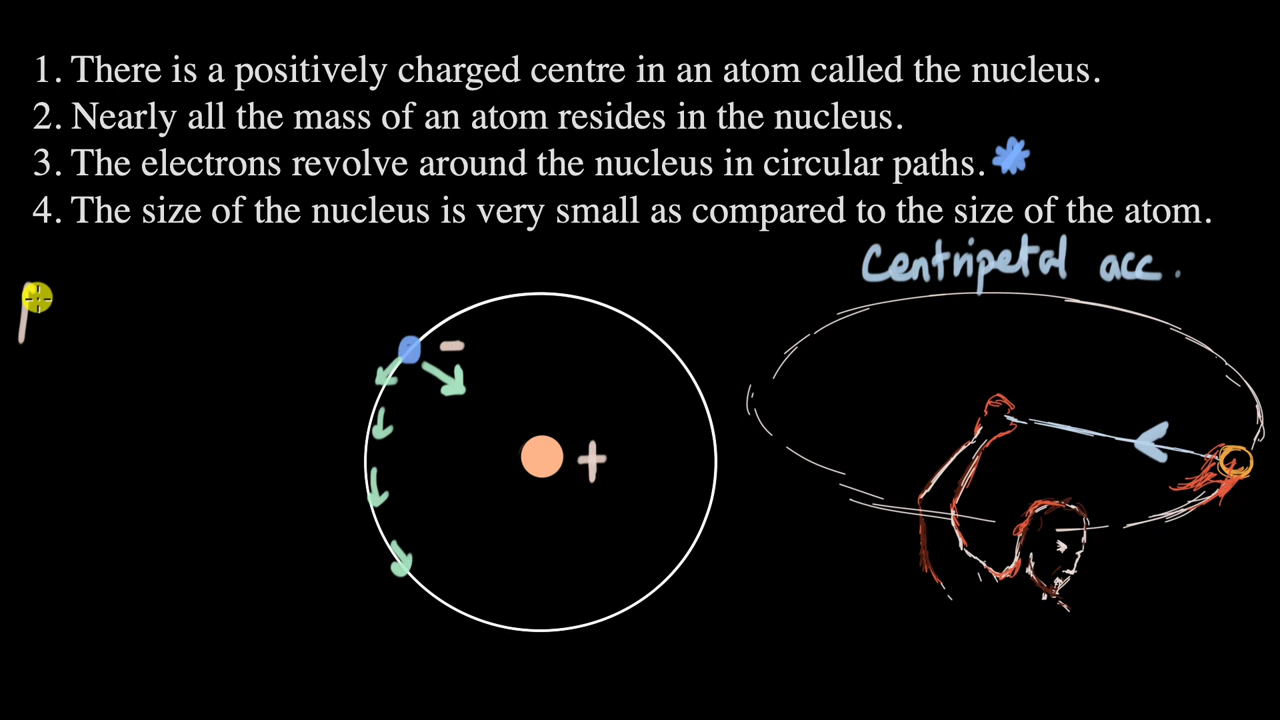 1. There is a positively charged centre in an atom called the nucleus.
2. Nearly all the mass of an atom resides in the nucleus.
3. The electrons revolve around the nucleus in circular paths.
4. The size of the nucleus is very small as compared to the size of the atom.
Centripetal acc.
-
+